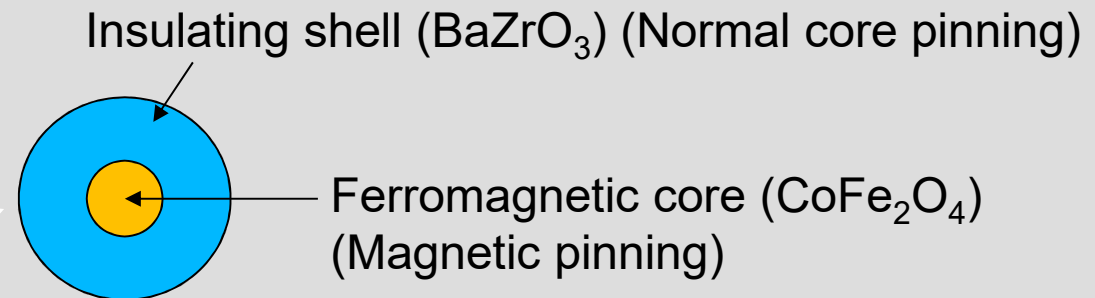 Insulating shell (BaZrO₃) (Normal core pinning)
Ferromagnetic core (CoFe₂O₄)
(Magnetic pinning)